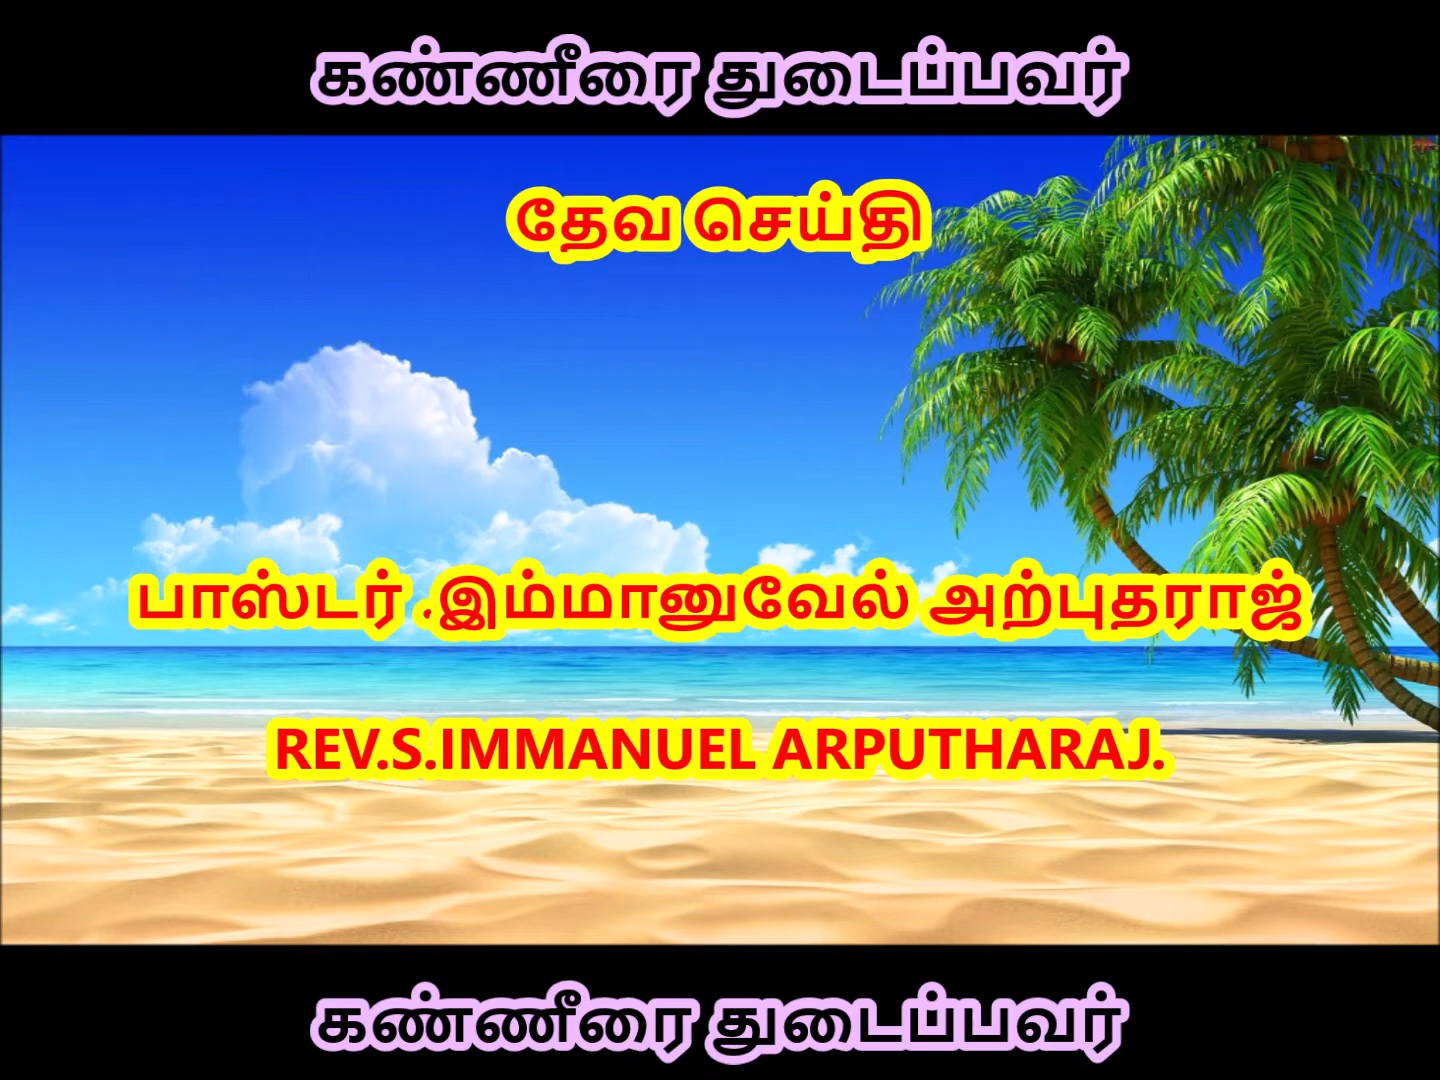 கண்ணீரை துடைப்பவர்
தேவ செய்தி
பாஸ்டர் .இம்மானுவேல் அற்புதராஜ்
REV.S.IMMANUEL ARPUTHARAJ.
கண்ணீரை துடைப்பவர்